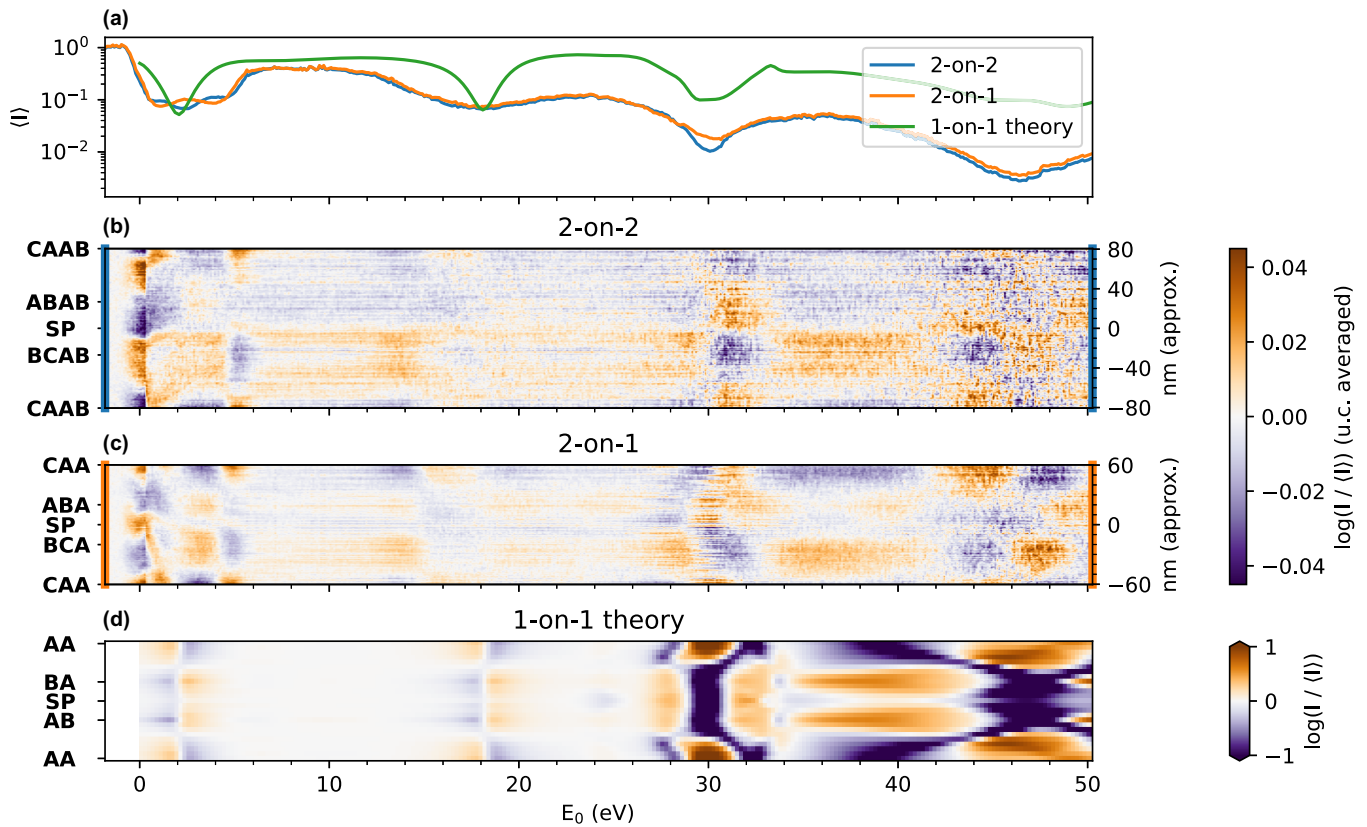 (a)
10⁰
10⁻¹
10⁻²
⟨I⟩
2-on-2
2-on-1
1-on-1 theory
(b)
2-on-2
CAAB
ABAB
SP
BCAB
CAAB
80
40
0
−40
−80
nm (approx.)
(c)
2-on-1
CAA
ABA
SP
BCA
CAA
60
0
−60
nm (approx.)
0.04
0.02
0.00
−0.02
−0.04
log(I / ⟨I⟩) (u.c. averaged)
(d)
1-on-1 theory
AA
BA
SP
AB
AA
0
10
20
30
40
50
E₀ (eV)
1
0
−1
log(I / ⟨I⟩)